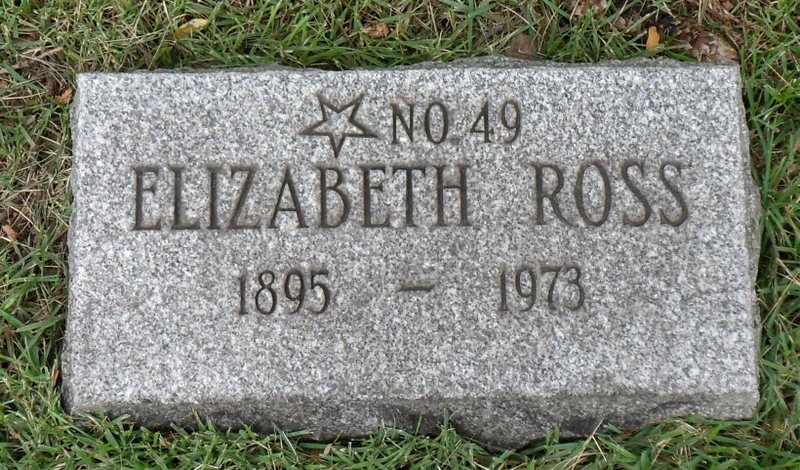 NO. 49
ELIZABETH ROSS
1895 – 1973